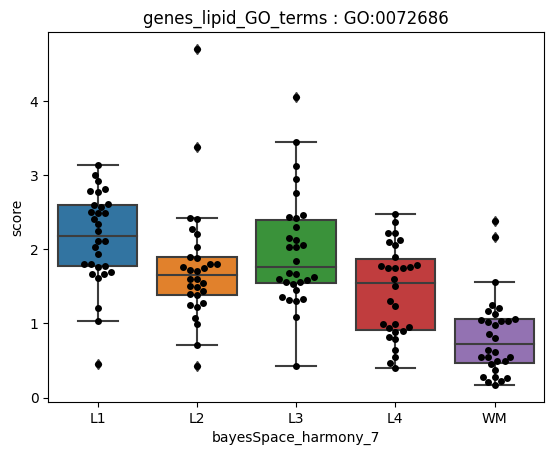 genes_lipid_GO_terms : GO:0072686
score
4
3
2
1
0
L1 L2 L3 L4 WM
bayesSpace_harmony_7